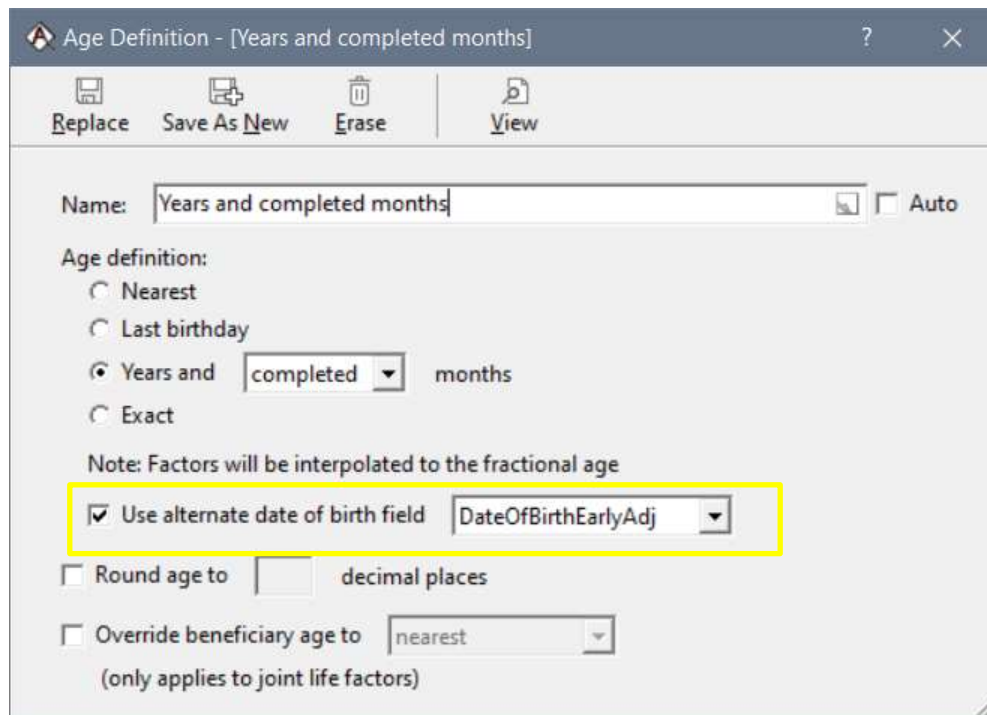 Age Definition - [Years and completed months] ? ×
Replace Save As New Erase View
Name: Years and completed months Auto
Age definition:
Nearest
Last birthday
Years and completed months
Exact
Note: Factors will be interpolated to the fractional age
Use alternate date of birth field DateOfBirthEarlyAdj
Round age to decimal places
Override beneficiary age to nearest
(only applies to joint life factors)